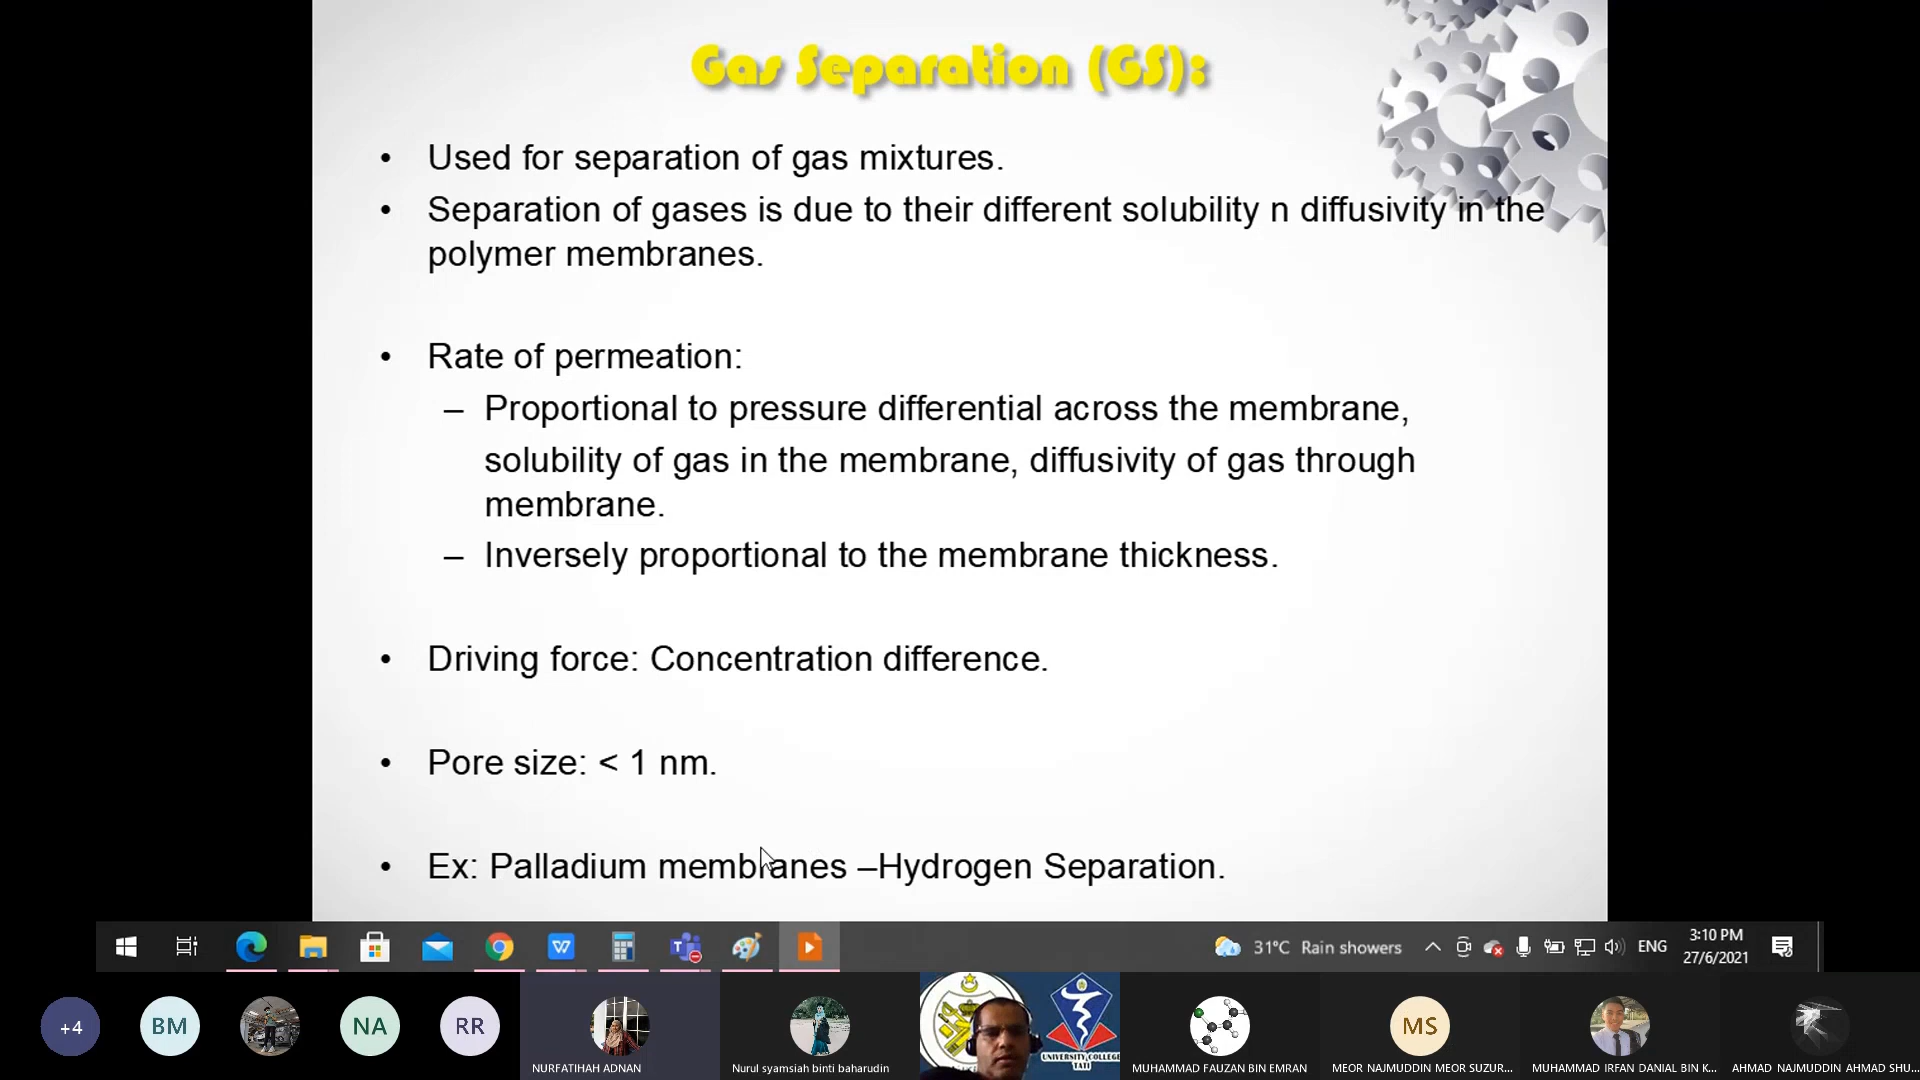 Gas Separation (GS):
• Used for separation of gas mixtures.
• Separation of gases is due to their different solubility n diffusivity in the
polymer membranes.
• Rate of permeation:
– Proportional to pressure differential across the membrane,
solubility of gas in the membrane, diffusivity of gas through
membrane.
– Inversely proportional to the membrane thickness.
• Driving force: Concentration difference.
• Pore size: < 1 nm.
• Ex: Palladium membranes –Hydrogen Separation.
31°C Rain showers
ENG
3:10 PM
27/6/2021
+4
BM
NA
RR
MS
UNIVERSITY COLLEGE
TATI
NURFATIHAH ADNAN
Nurul syamsiah binti baharudin
MUHAMMAD FAUZAN BIN EMRAN
MEOR NAJMUDDIN MEOR SUZUR...
MUHAMMAD IRFAN DANIAL BIN K...
AHMAD NAJMUDDIN AHMAD SHU...